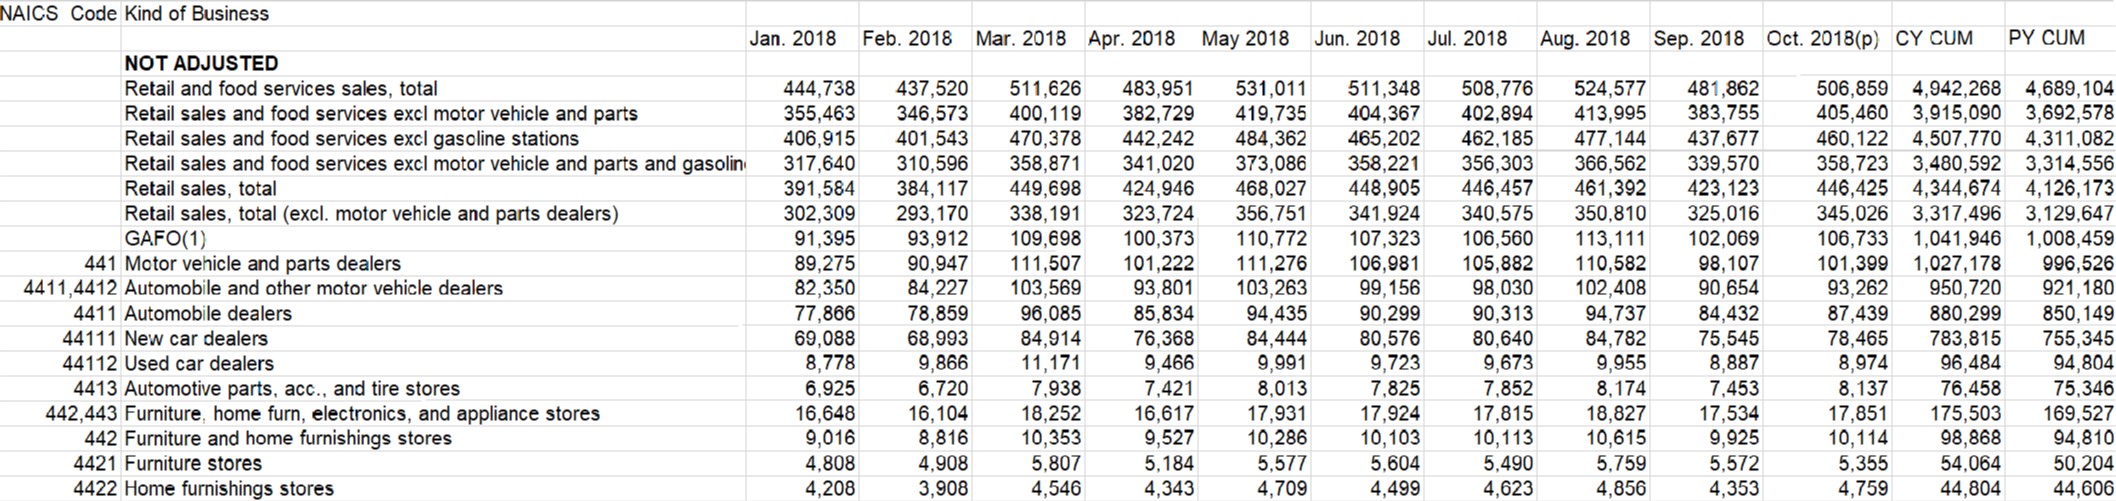 NAICS Code Kind of Business
Jan. 2018 Feb. 2018 Mar. 2018 Apr. 2018 May 2018 Jun. 2018 Jul. 2018 Aug. 2018 Sep. 2018 Oct. 2018(p) CY CUM PY CUM
NOT ADJUSTED
Retail and food services sales, total 444,738 437,520 511,626 483,951 531,011 511,348 508,776 524,577 481,862 506,859 4,942,268 4,689,104
Retail sales and food services excl motor vehicle and parts 355,463 346,573 400,119 382,729 419,735 404,367 402,894 413,995 383,755 405,460 3,915,090 3,692,578
Retail sales and food services excl gasoline stations 406,915 401,543 470,378 442,242 484,362 465,202 462,185 477,144 437,677 460,122 4,507,770 4,311,082
Retail sales and food services excl motor vehicle and parts and gasolin 317,640 310,596 358,871 341,020 373,086 358,221 356,303 366,562 339,570 358,723 3,480,592 3,314,556
Retail sales, total 391,584 384,117 449,698 424,946 468,027 448,905 446,457 461,392 423,123 446,425 4,344,674 4,126,173
Retail sales, total (excl. motor vehicle and parts dealers) 302,309 293,170 338,191 323,724 356,751 341,924 340,575 350,810 325,016 345,026 3,317,496 3,129,647
GAFO(1) 91,395 93,912 109,698 100,373 110,772 107,323 106,560 113,111 102,069 106,733 1,041,946 1,008,459
441 Motor vehicle and parts dealers 89,275 90,947 111,507 101,222 111,276 106,981 105,882 110,582 98,107 101,399 1,027,178 996,526
4411,4412 Automobile and other motor vehicle dealers 82,350 84,227 103,569 93,801 103,263 99,156 98,030 102,408 90,654 93,262 950,720 921,180
4411 Automobile dealers 77,866 78,859 96,085 85,834 94,435 90,299 90,313 94,737 84,432 87,439 880,299 850,149
44111 New car dealers 69,088 68,993 84,914 76,368 84,444 80,576 80,640 84,782 75,545 78,465 783,815 755,345
44112 Used car dealers 8,778 9,866 11,171 9,466 9,991 9,723 9,673 9,955 8,887 8,974 96,484 94,804
4413 Automotive parts, acc., and tire stores 6,925 6,720 7,938 7,421 8,013 7,825 7,852 8,174 7,453 8,137 76,458 75,346
442,443 Furniture, home furn, electronics, and appliance stores 16,648 16,104 18,252 16,617 17,931 17,924 17,815 18,827 17,534 17,851 175,503 169,527
442 Furniture and home furnishings stores 9,016 8,816 10,353 9,527 10,286 10,103 10,113 10,615 9,925 10,114 98,868 94,810
4421 Furniture stores 4,808 4,908 5,807 5,184 5,577 5,604 5,490 5,759 5,572 5,355 54,064 50,204
4422 Home furnishings stores 4,208 3,908 4,546 4,343 4,709 4,499 4,623 4,856 4,353 4,759 44,804 44,606